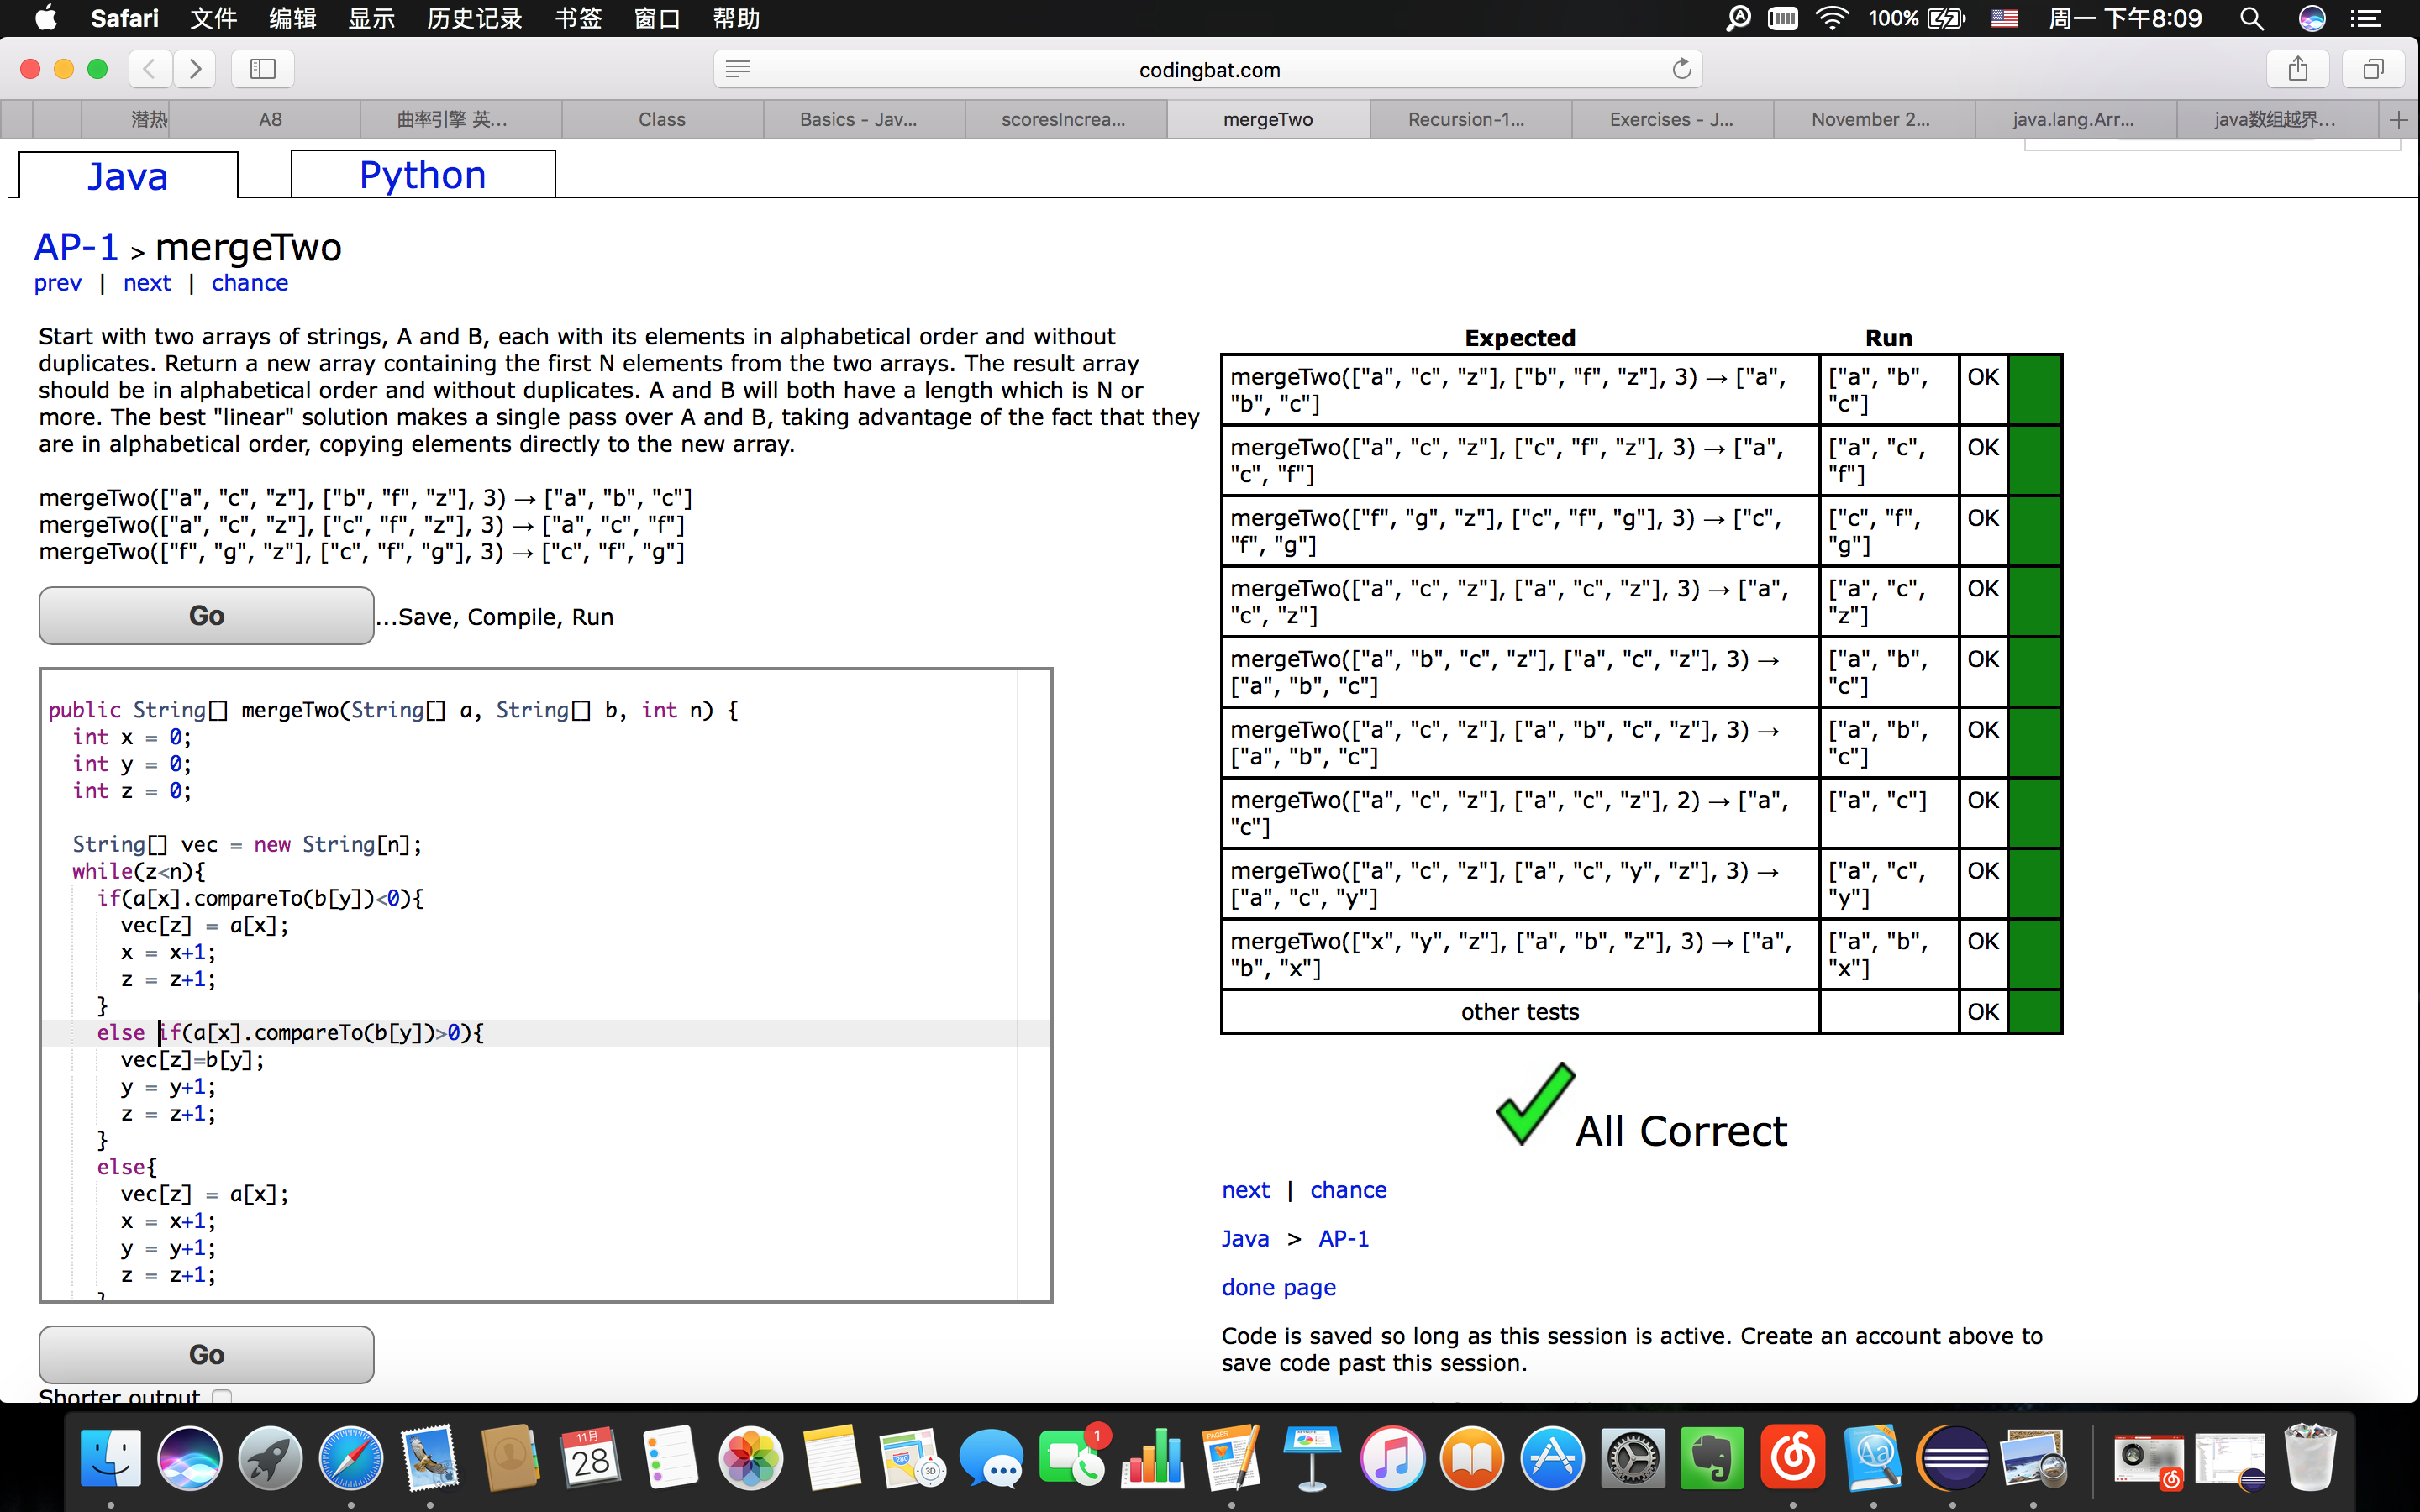 Safari 文件 编辑 显示 历史记录 书签 窗口 帮助 100% 周一 下午8:09
codingbat.com
潜热 A8 曲率引擎 英... Class Basics - Jav... scoresIncrea... mergeTwo Recursion-1... Exercises - J... November 2... java.lang.Arr... java数组越界...
Java Python
AP-1 > mergeTwo
prev | next | chance
Start with two arrays of strings, A and B, each with its elements in alphabetical order and without
duplicates. Return a new array containing the first N elements from the two arrays. The result array
should be in alphabetical order and without duplicates. A and B will both have a length which is N or
more. The best "linear" solution makes a single pass over A and B, taking advantage of the fact that they
are in alphabetical order, copying elements directly to the new array.
mergeTwo(["a", "c", "z"], ["b", "f", "z"], 3) → ["a", "b", "c"]
mergeTwo(["a", "c", "z"], ["c", "f", "z"], 3) → ["a", "c", "f"]
mergeTwo(["f", "g", "z"], ["c", "f", "g"], 3) → ["c", "f", "g"]
Go ...Save, Compile, Run
public String[] mergeTwo(String[] a, String[] b, int n) {
int x = 0;
int y = 0;
int z = 0;
String[] vec = new String[n];
while(z<n){
if(a[x].compareTo(b[y])<0){
vec[z] = a[x];
x = x+1;
z = z+1;
}
else if(a[x].compareTo(b[y])>0){
vec[z]=b[y];
y = y+1;
z = z+1;
}
else{
vec[z] = a[x];
x = x+1;
y = y+1;
z = z+1;
}
Go
Shorter output
Expected Run
mergeTwo(["a", "c", "z"], ["b", "f", "z"], 3) → ["a", ["a", "b", OK
"b", "c"] "c"]
mergeTwo(["a", "c", "z"], ["c", "f", "z"], 3) → ["a", ["a", "c", OK
"c", "f"] "f"]
mergeTwo(["f", "g", "z"], ["c", "f", "g"], 3) → ["c", ["c", "f", OK
"f", "g"] "g"]
mergeTwo(["a", "c", "z"], ["a", "c", "z"], 3) → ["a", ["a", "c", OK
"c", "z"] "z"]
mergeTwo(["a", "b", "c", "z"], ["a", "c", "z"], 3) → ["a", "b", OK
["a", "b", "c"] "c"]
mergeTwo(["a", "c", "z"], ["a", "b", "c", "z"], 3) → ["a", "b", OK
["a", "b", "c"] "c"]
mergeTwo(["a", "c", "z"], ["a", "c", "z"], 2) → ["a", ["a", "c"] OK
"c"]
mergeTwo(["a", "c", "z"], ["a", "c", "y", "z"], 3) → ["a", "c", OK
["a", "c", "y"] "y"]
mergeTwo(["x", "y", "z"], ["a", "b", "z"], 3) → ["a", ["a", "b", OK
"b", "x"] "x"]
other tests OK
All Correct
next | chance
Java > AP-1
done page
Code is saved so long as this session is active. Create an account above to
save code past this session.
11月
28
280
3D
1
PAGES
Aa